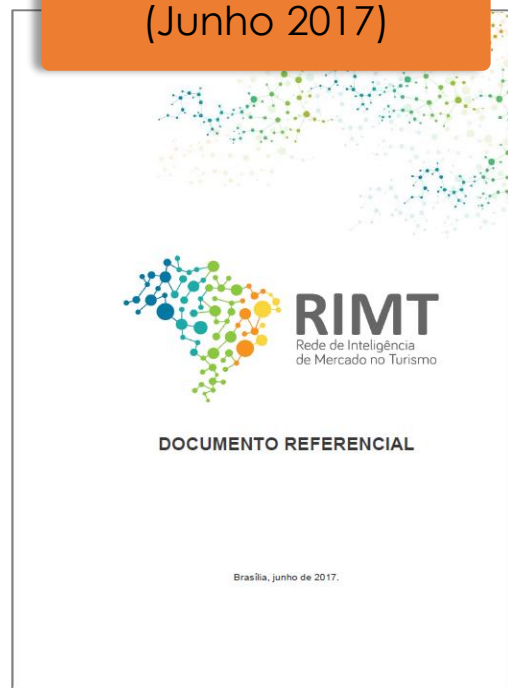 (Junho 2017)
RIMT
Rede de Inteligência
de Mercado no Turismo
DOCUMENTO REFERENCIAL
Brasília, junho de 2017.